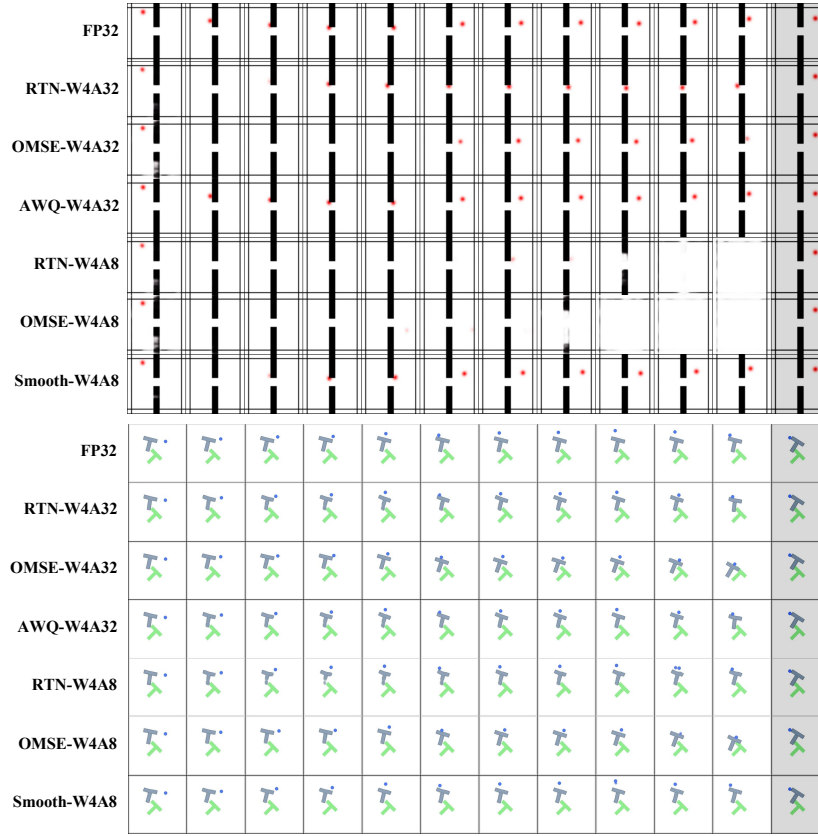 FP32
RTN-W4A32
OMSE-W4A32
AWQ-W4A32
RTN-W4A8
OMSE-W4A8
Smooth-W4A8
FP32
RTN-W4A32
OMSE-W4A32
AWQ-W4A32
RTN-W4A8
OMSE-W4A8
Smooth-W4A8